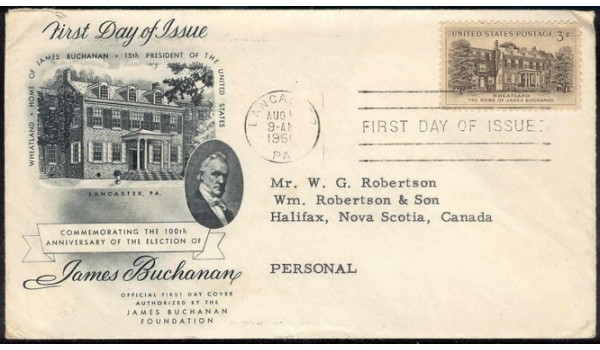 First Day of Issue
WHEATLAND • HOME OF JAMES BUCHANAN • 15th PRESIDENT OF THE UNITED STATES
LANCASTER, PA.
COMMEMORATING THE 100th
ANNIVERSARY OF THE ELECTION OF
James Buchanan
OFFICIAL FIRST DAY COVER
AUTHORIZED BY THE
JAMES BUCHANAN
FOUNDATION
UNITED STATES POSTAGE 3¢
WHEATLAND
THE HOME OF JAMES BUCHANAN
LANCASTER
AUG
9-AM
PA.
FIRST DAY OF ISSUE
Mr. W. G. Robertson
Wm. Robertson & Son
Halifax, Nova Scotia, Canada
PERSONAL